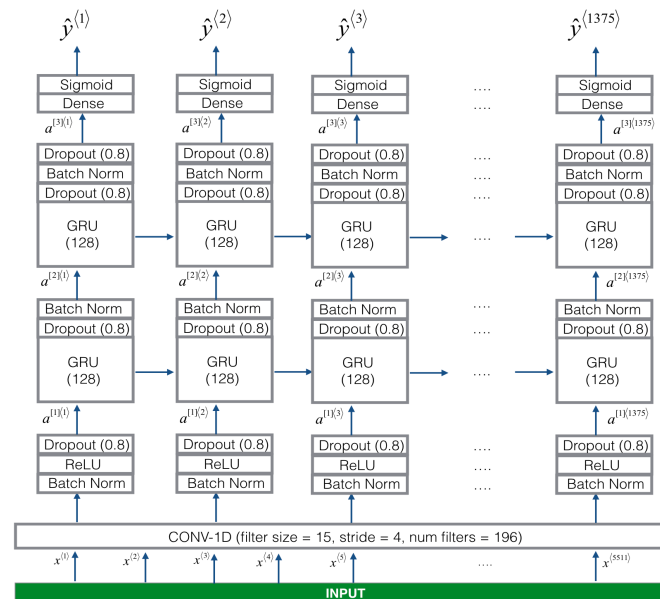 ŷ⟨1⟩ ŷ⟨2⟩ ŷ⟨3⟩ ŷ⟨1375⟩
Sigmoid Sigmoid Sigmoid .... Sigmoid
Dense Dense Dense .... Dense
a[3]⟨1⟩ a[3]⟨2⟩ a[3]⟨3⟩ a[3]⟨1375⟩
Dropout (0.8) Dropout (0.8) Dropout (0.8) .... Dropout (0.8)
Batch Norm Batch Norm Batch Norm .... Batch Norm
Dropout (0.8) Dropout (0.8) Dropout (0.8) .... Dropout (0.8)
GRU GRU GRU .... GRU
(128) (128) (128) (128)
a[2]⟨1⟩ a[2]⟨2⟩ a[2]⟨3⟩ a[2]⟨1375⟩
Batch Norm Batch Norm Batch Norm .... Batch Norm
Dropout (0.8) Dropout (0.8) Dropout (0.8) .... Dropout (0.8)
GRU GRU GRU .... GRU
(128) (128) (128) (128)
a[1]⟨1⟩ a[1]⟨2⟩ a[1]⟨3⟩ a[1]⟨1375⟩
Dropout (0.8) Dropout (0.8) Dropout (0.8) .... Dropout (0.8)
ReLU ReLU ReLU .... ReLU
Batch Norm Batch Norm Batch Norm .... Batch Norm
CONV-1D (filter size = 15, stride = 4, num filters = 196)
x⟨1⟩ x⟨2⟩ x⟨3⟩ x⟨4⟩ x⟨5⟩ .... x⟨5511⟩
INPUT